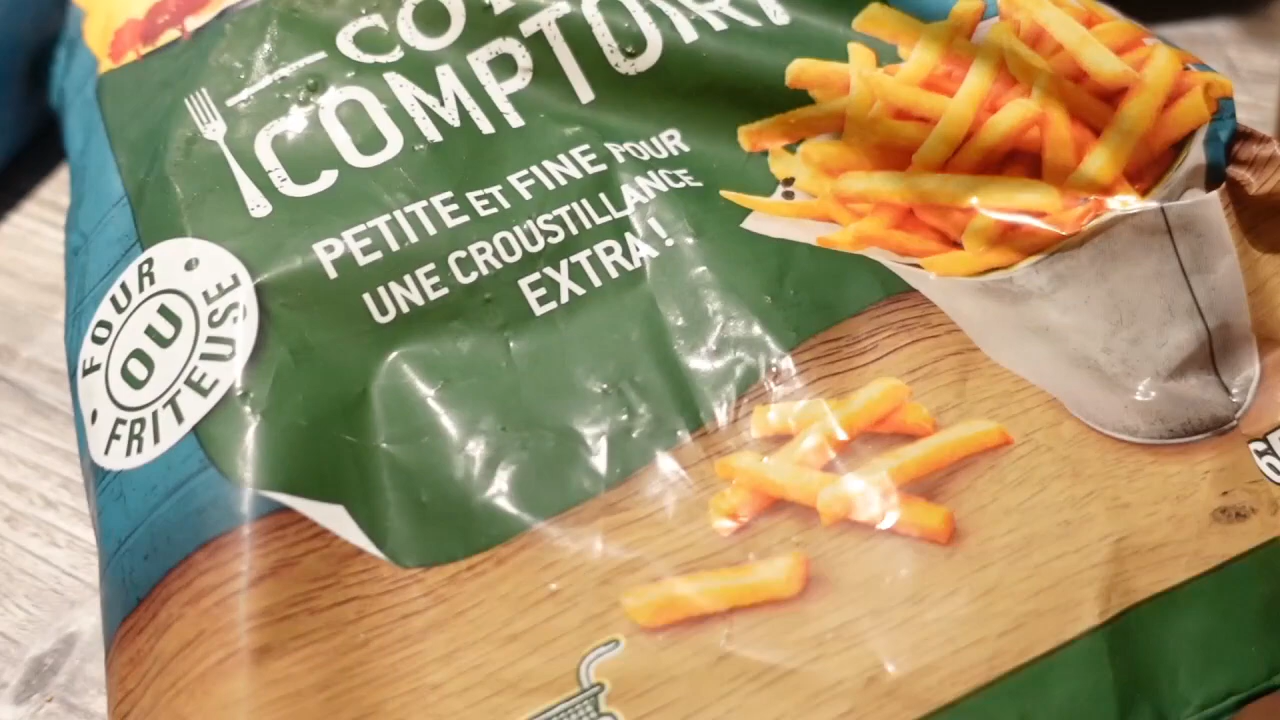 COMPTOIR
PETITE ET FINE POUR
UNE CROUSTILLANCE
EXTRA !
FOUR
OU
FRITEUSE